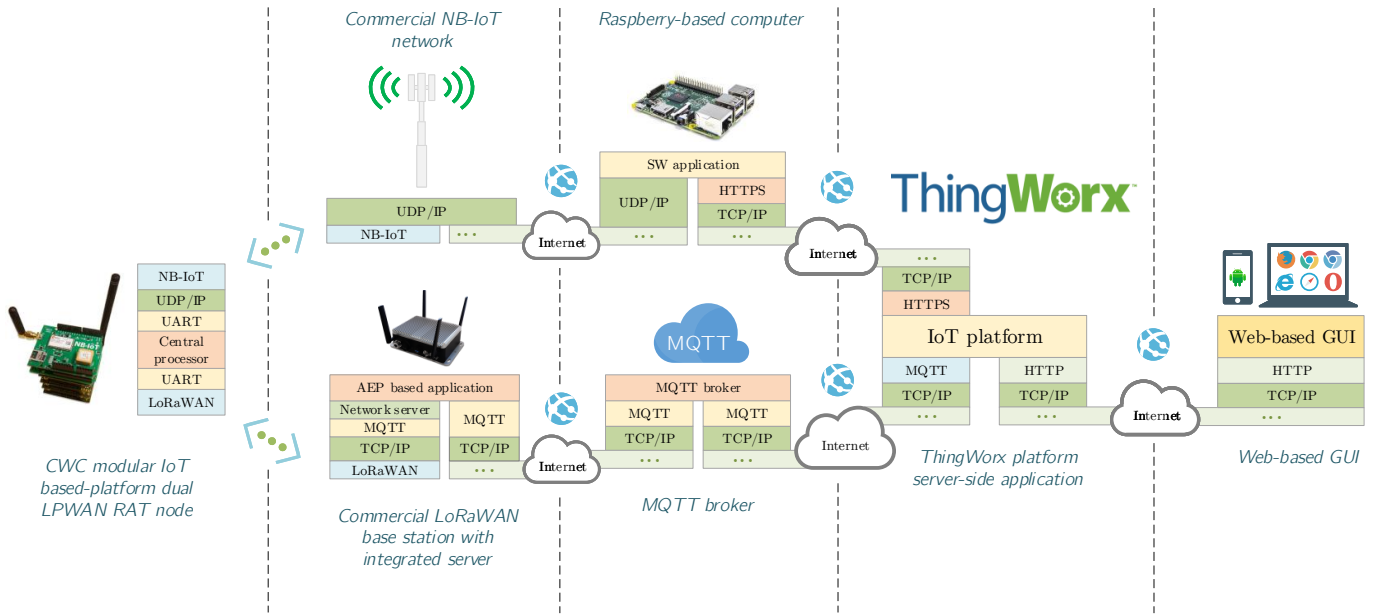 Commercial NB-IoT
network
Raspberry-based computer
SW application
UDP/IP
HTTPS
TCP/IP
...
...
UDP/IP
NB-IoT
...
Internet
Internet
ThingWorx™
...
TCP/IP
HTTPS
IoT platform
MQTT
TCP/IP
...
HTTP
TCP/IP
...
NB-IoT
UDP/IP
UART
Central
processor
UART
LoRaWAN
NB-IoT
CWC modular IoT
based-platform dual
LPWAN RAT node
AEP based application
Network server
MQTT
TCP/IP
LoRaWAN
MQTT
TCP/IP
...
Internet
Commercial LoRaWAN
base station with
integrated server
MQTT
MQTT broker
MQTT
TCP/IP
...
MQTT
TCP/IP
...
MQTT broker
Internet
ThingWorx platform
server-side application
Internet
Web-based GUI
HTTP
TCP/IP
...
Web-based GUI